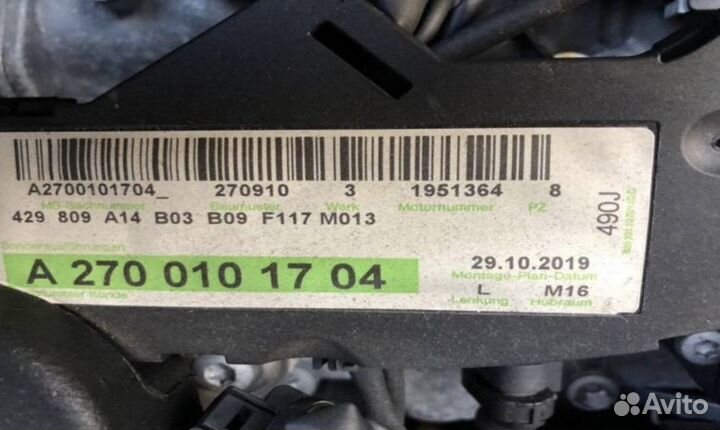 A2700101704_ 270910 3 1951364 8
MB-Sachnummer Baumuster Werk Motornummer PZ
429 809 A14 B03 B09 F117 M013
Sonderausführungen
A 270 010 17 04
29.10.2019
Montage-Plan-Datum
L M16
Lenkung Hubraum
Kunde
490J
Avito